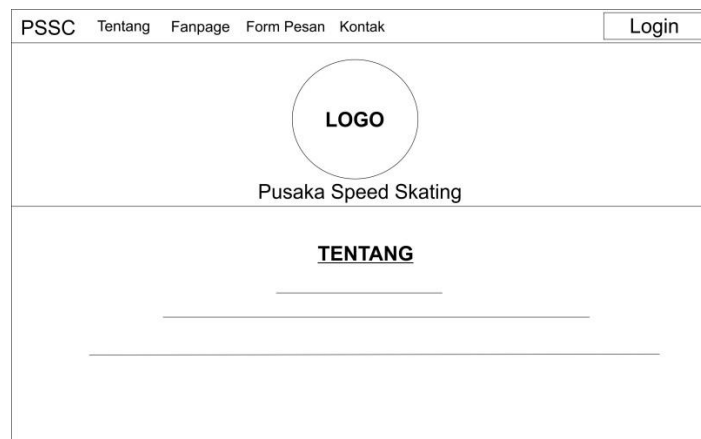 PSSC Tentang Fanpage Form Pesan Kontak Login
LOGO
Pusaka Speed Skating
TENTANG